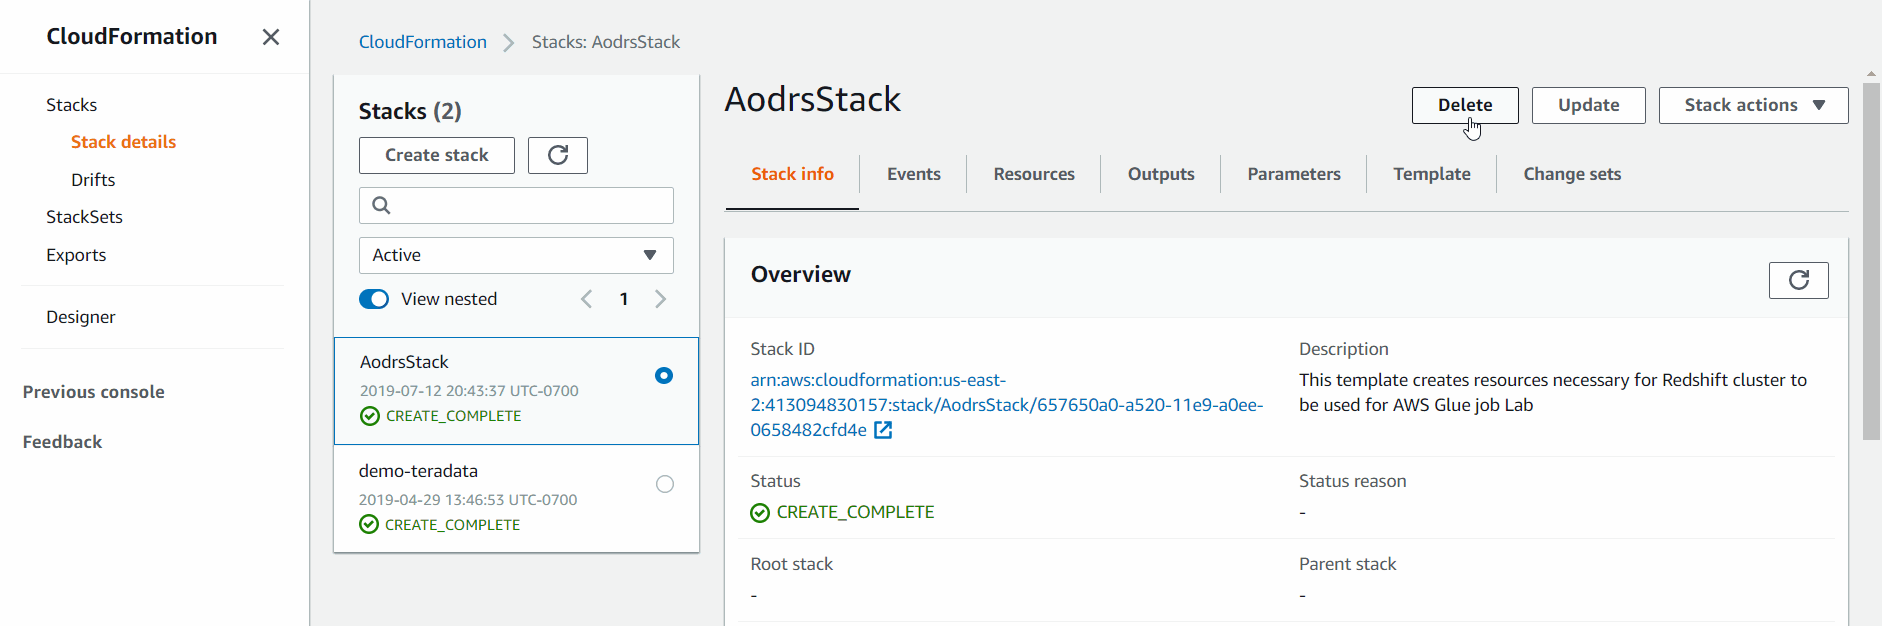 CloudFormation
Stacks
Stack details
Drifts
StackSets
Exports
Designer
Previous console
Feedback
CloudFormation
Stacks: AodrsStack
Stacks (2)
Create stack
Active
View nested
1
AodrsStack
2019-07-12 20:43:37 UTC-0700
CREATE_COMPLETE
demo-teradata
2019-04-29 13:46:53 UTC-0700
CREATE_COMPLETE
AodrsStack
Delete
Update
Stack actions
Stack info
Events
Resources
Outputs
Parameters
Template
Change sets
Overview
Stack ID
arn:aws:cloudformation:us-east-
2:413094830157:stack/AodrsStack/657650a0-a520-11e9-a0ee-
0658482cfd4e
Description
This template creates resources necessary for Redshift cluster to
be used for AWS Glue job Lab
Status
CREATE_COMPLETE
Status reason
-
Root stack
-
Parent stack
-